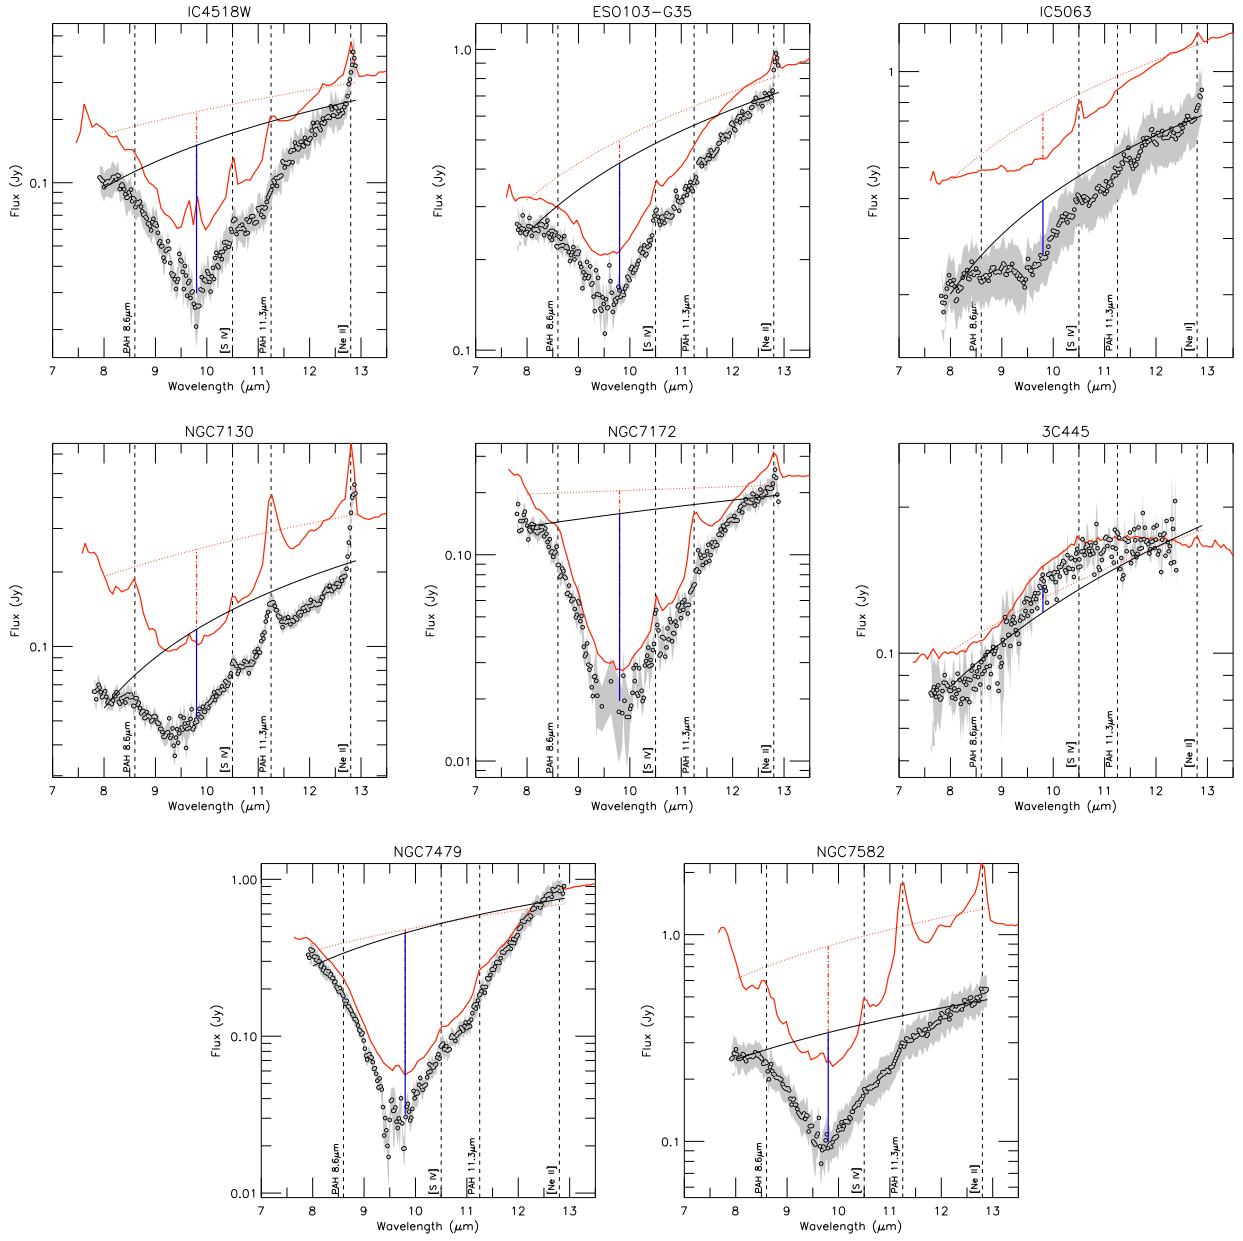 IC4518W
Flux (Jy)
0.1
PAH 8.6μm
[S IV]
PAH 11.3μm
[Ne II]
7 8 9 10 11 12 13
Wavelength (μm)
ESO103-G35
Flux (Jy)
1.0
0.1
PAH 8.6μm
[S IV]
PAH 11.3μm
[Ne II]
7 8 9 10 11 12 13
Wavelength (μm)
IC5063
Flux (Jy)
1
PAH 8.6μm
[S IV]
PAH 11.3μm
[Ne II]
7 8 9 10 11 12 13
Wavelength (μm)
NGC7130
Flux (Jy)
0.1
PAH 8.6μm
[S IV]
PAH 11.3μm
[Ne II]
7 8 9 10 11 12 13
Wavelength (μm)
NGC7172
Flux (Jy)
0.10
0.01
PAH 8.6μm
[S IV]
PAH 11.3μm
[Ne II]
7 8 9 10 11 12 13
Wavelength (μm)
3C445
Flux (Jy)
0.1
PAH 8.6μm
[S IV]
PAH 11.3μm
[Ne II]
7 8 9 10 11 12 13
Wavelength (μm)
NGC7479
Flux (Jy)
1.00
0.10
0.01
PAH 8.6μm
[S IV]
PAH 11.3μm
[Ne II]
7 8 9 10 11 12 13
Wavelength (μm)
NGC7582
Flux (Jy)
1.0
0.1
PAH 8.6μm
[S IV]
PAH 11.3μm
[Ne II]
7 8 9 10 11 12 13
Wavelength (μm)